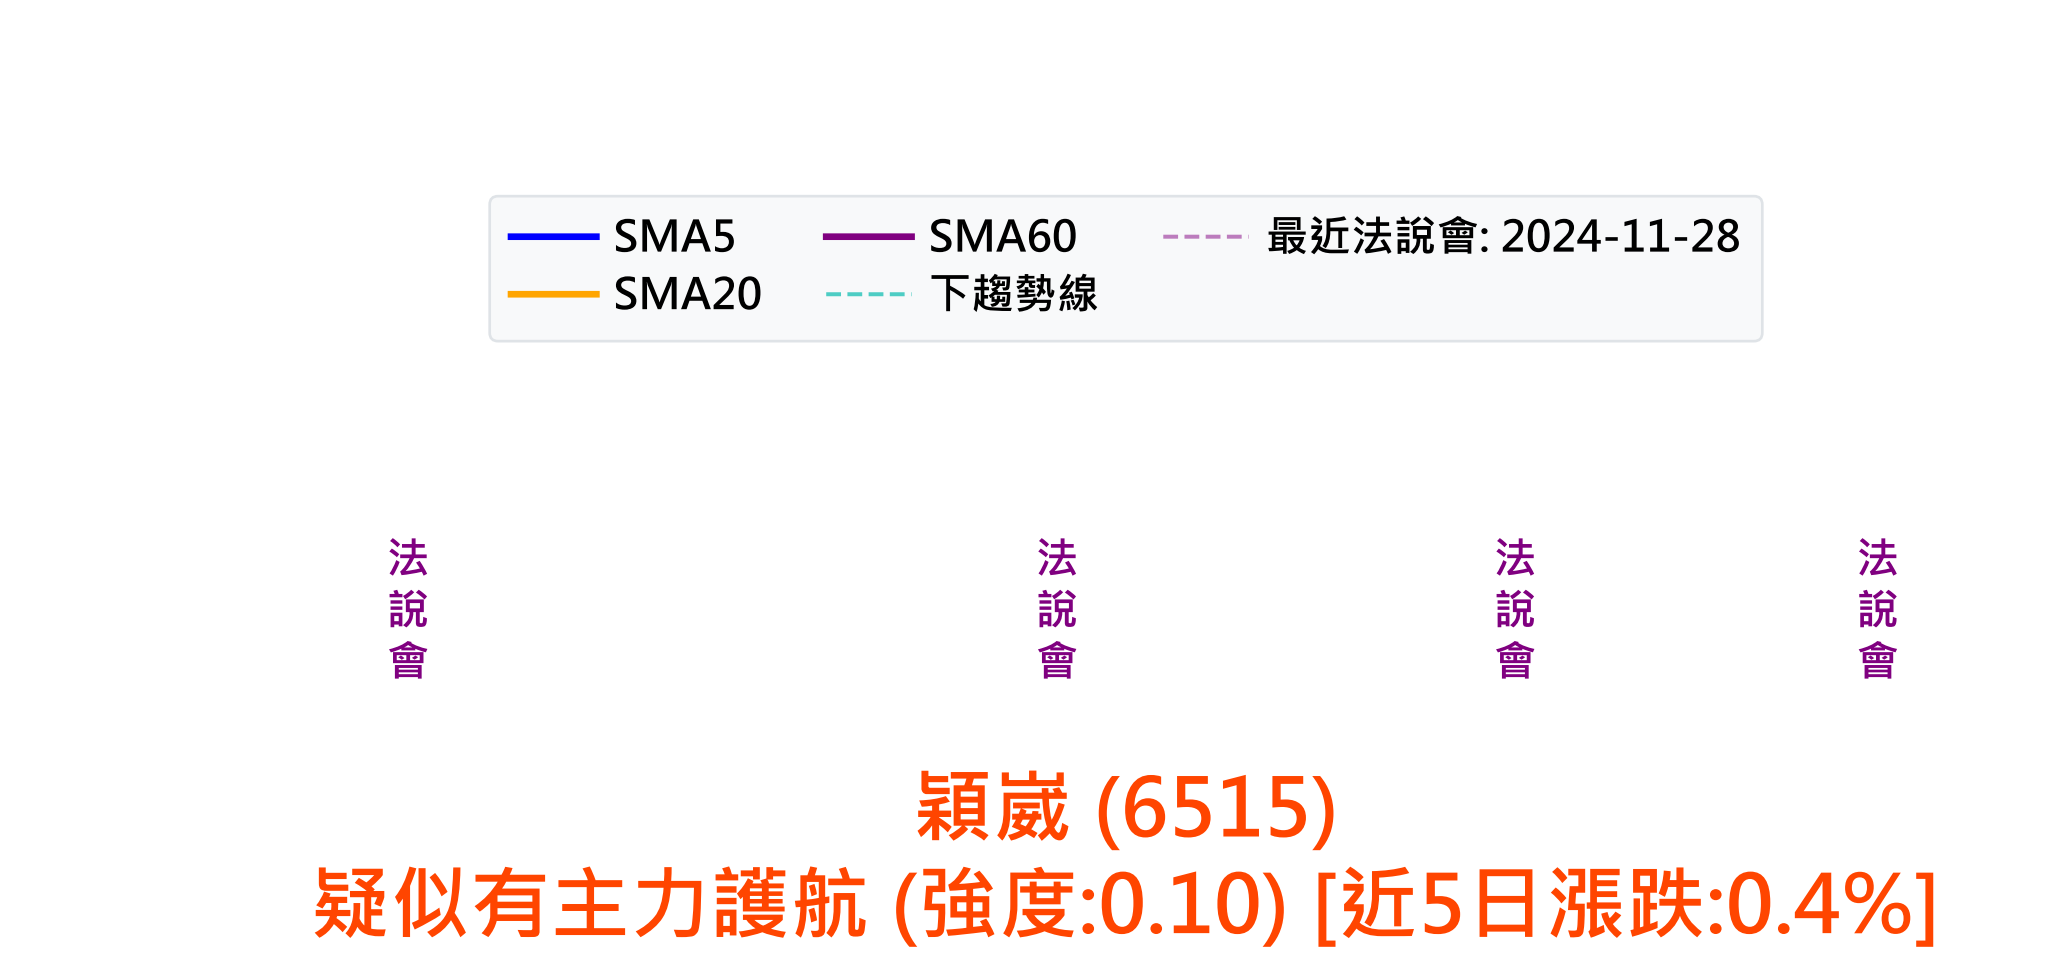 SMA5
SMA20
SMA60
下趨勢線
最近法說會: 2024-11-28
法說會
法說會
法說會
法說會
穎崴 (6515)
疑似有主力護航 (強度:0.10) [近5日漲跌:0.4%]